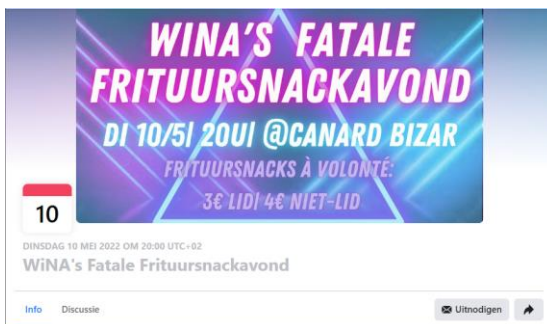 WINA'S FATALE
FRITUURSNACKAVOND
DI 10/5| 20U| @CANARD BIZAR
FRITUURSNACKS À VOLONTÉ:
3€ LID| 4€ NIET-LID
10
DINSDAG 10 MEI 2022 OM 20:00 UTC+02
WiNA's Fatale Frituursnackavond
Info Discussie Uitnodigen